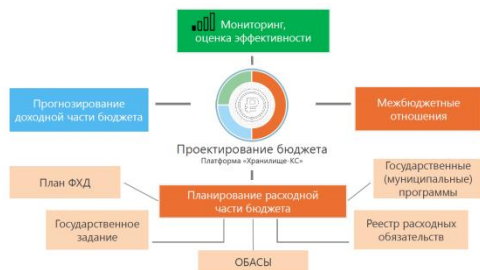 Мониторинг,
оценка эффективности
Прогнозирование
доходной части бюджета
Межбюджетные
отношения
Проектирование бюджета
Платформа «Хранилище-КС»
План ФХД
Планирование расходной
части бюджета
Государственные
(муниципальные)
программы
Государственное
задание
Реестр расходных
обязательств
ОБАСЫ